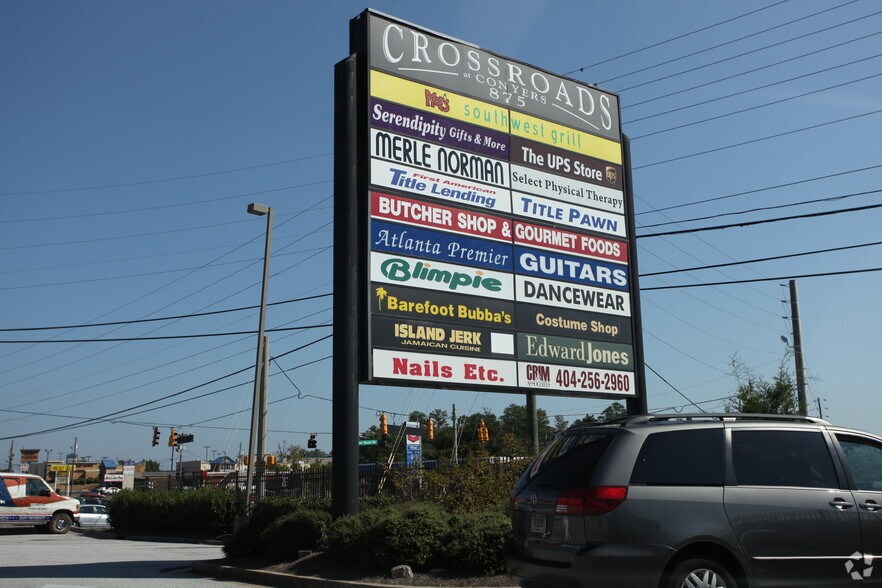 CROSSROADS
at CONYERS
875
Moe's southwest grill
Serendipity Gifts & More
The UPS Store
MERLE NORMAN
Select Physical Therapy
First American
Title Lending
TITLE PAWN
BUTCHER SHOP & GOURMET FOODS
Atlanta Premier GUITARS
BLIMPIE
DANCEWEAR
Barefoot Bubba's
Costume Shop
ISLAND JERK
JAMAICAN CUISINE
Edward Jones
Nails Etc.
404-256-2960